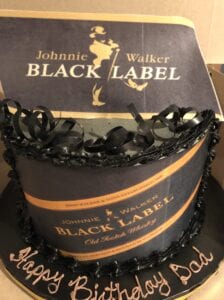 Johnnie Walker
BLACK LABEL
JOHNNIE WALKER
BLACK LABEL
Old Scotch Whisky
Happy Birthday Dad